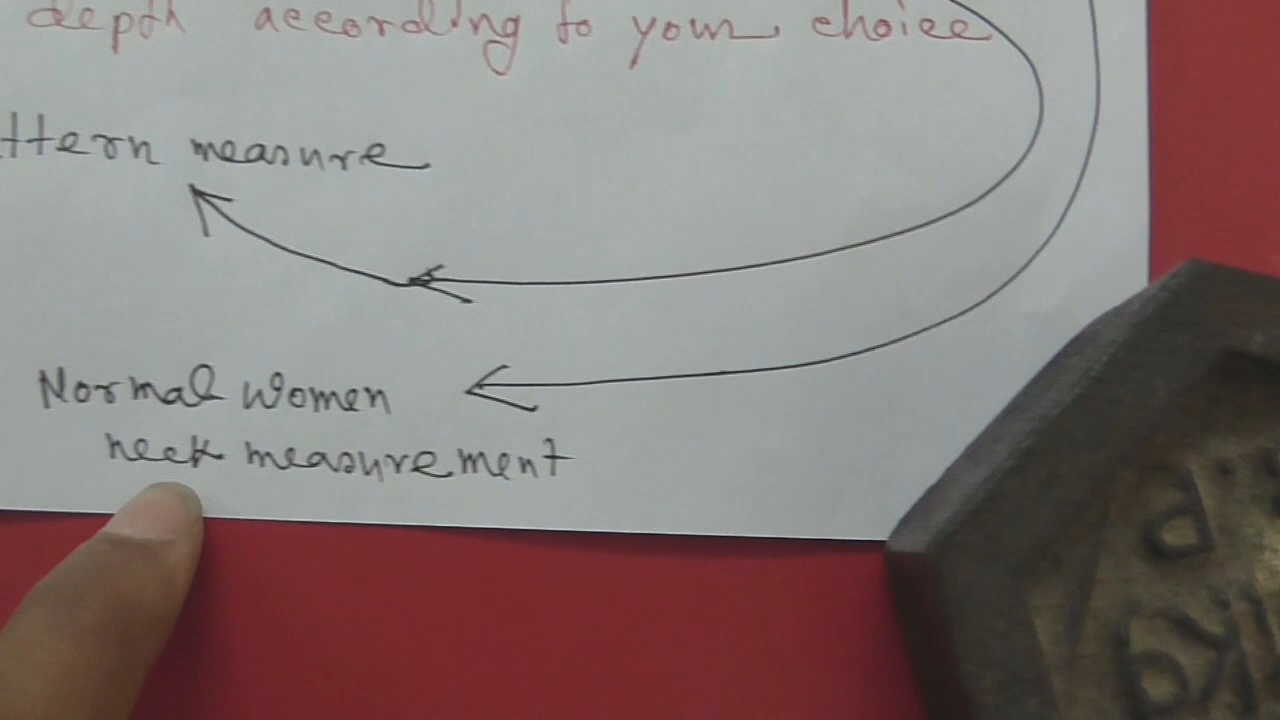 depth according to your choice
ttern measure
Normal women
neck measurement